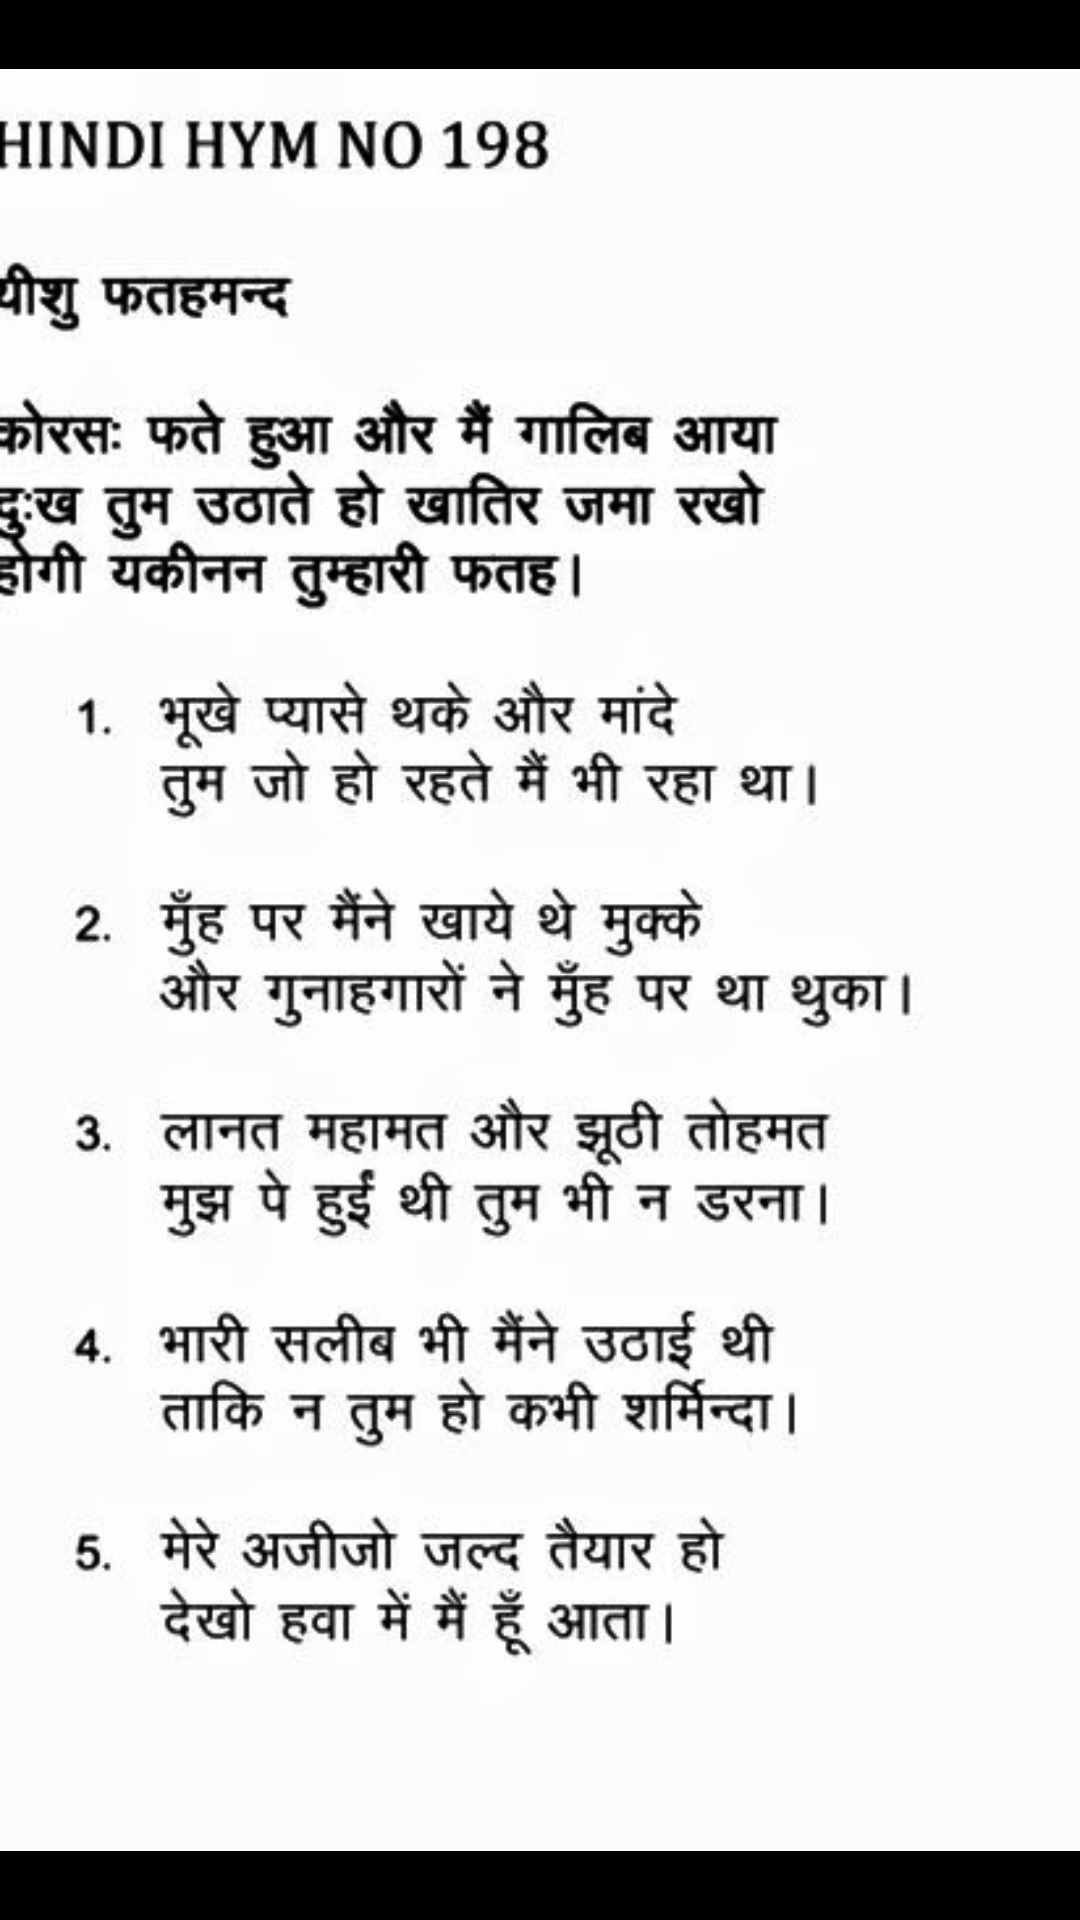 HINDI HYM NO 198
यीशु फतहमन्द
कोरसः फते हुआ और मैं गालिब आया
दुःख तुम उठाते हो खातिर जमा रखो
होगी यकीनन तुम्हारी फतह।
1. भूखे प्यासे थके और मांदे
तुम जो हो रहते मैं भी रहा था।
2. मुँह पर मैंने खाये थे मुक्के
और गुनाहगारों ने मुँह पर था थुका।
3. लानत महामत और झूठी तोहमत
मुझ पे हुई थी तुम भी न डरना।
4. भारी सलीब भी मैंने उठाई थी
ताकि न तुम हो कभी शर्मिन्दा।
5. मेरे अजीजो जल्द तैयार हो
देखो हवा में मैं हूँ आता।